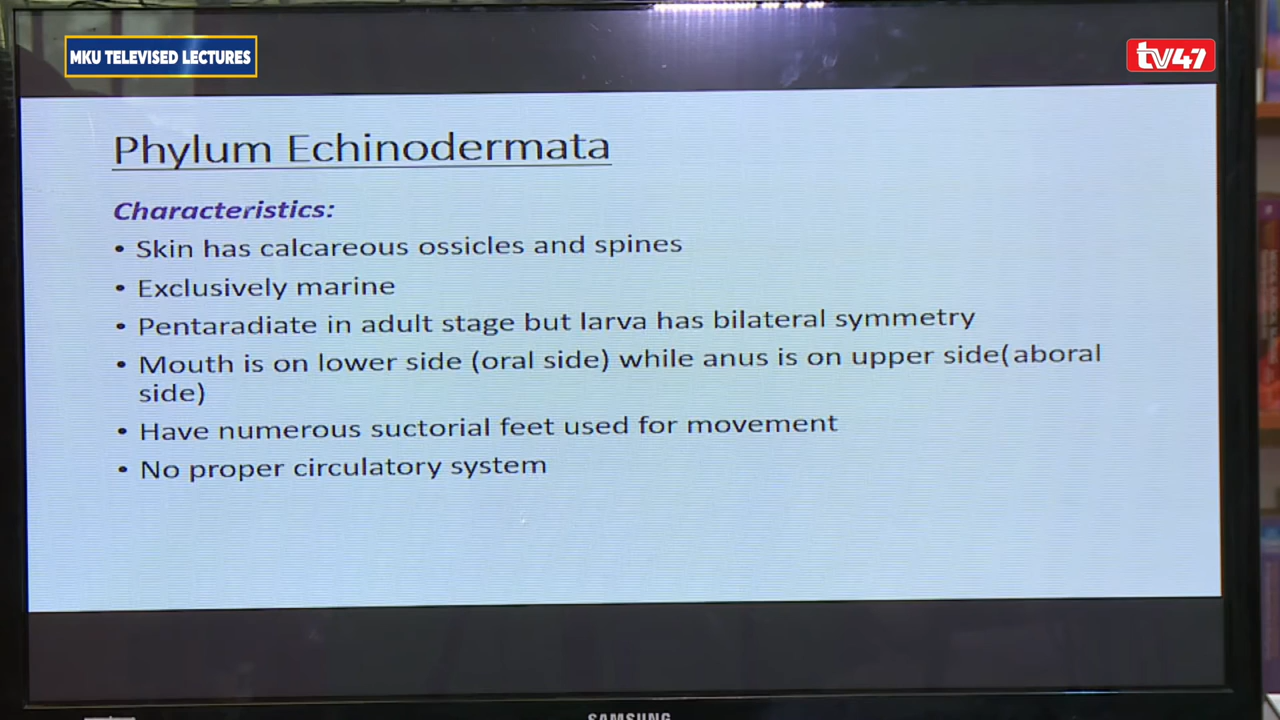 MKU TELEVISED LECTURES
tv47
Phylum Echinodermata
Characteristics:
• Skin has calcareous ossicles and spines
• Exclusively marine
• Pentaradiate in adult stage but larva has bilateral symmetry
• Mouth is on lower side (oral side) while anus is on upper side(aboral
side)
• Have numerous suctorial feet used for movement
• No proper circulatory system
SAMSUNG